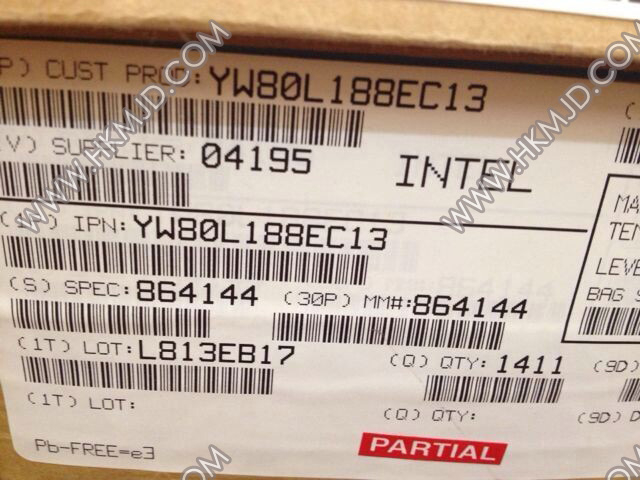 P) CUST PROD: YW80L188EC13
(V) SUPPLIER: 04195
INTEL
IPN: YW80L188EC13
MA
TEM
LEVE
BAG S
(S) SPEC: 864144 (30P) MM#: 864144
(1T) LOT: L813EB17 (Q) QTY: 1411 (9D)
(1T) LOT: (Q) QTY: (9D) D
Pb-FREE=e3
PARTIAL
WWW.HKMJD.COM
WWW.HKMJD.COM
WWW.HKMJD.COM